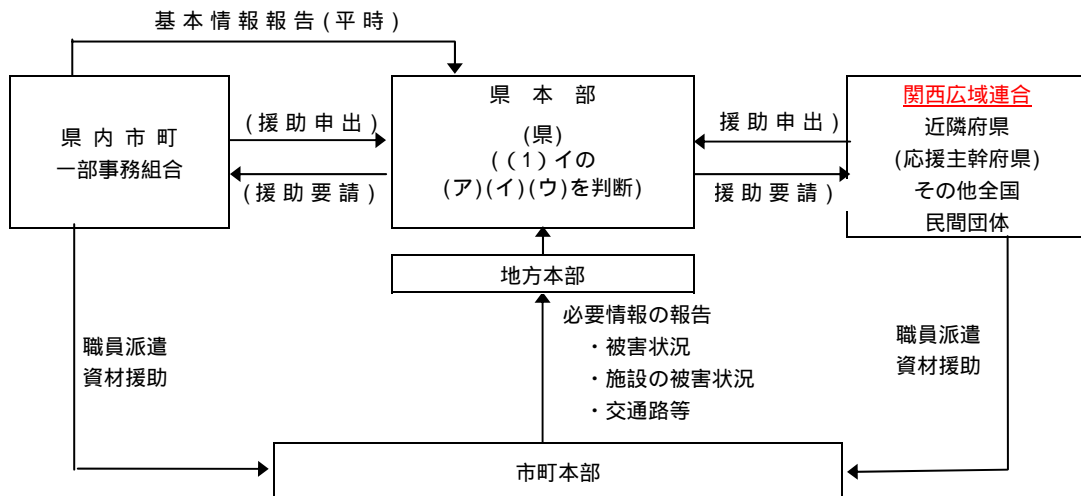 基本情報報告(平時)
県内市町
一部事務組合
(援助申出)
(援助要請)
県本部
(県)
((1)イの
(ア)(イ)(ウ)を判断)
援助申出)
援助要請)
関西広域連合
近隣府県
(応援主幹府県)
その他全国
民間団体
地方本部
必要情報の報告
・被害状況
・施設の被害状況
・交通路等
職員派遣
資材援助
職員派遣
資材援助
市町本部